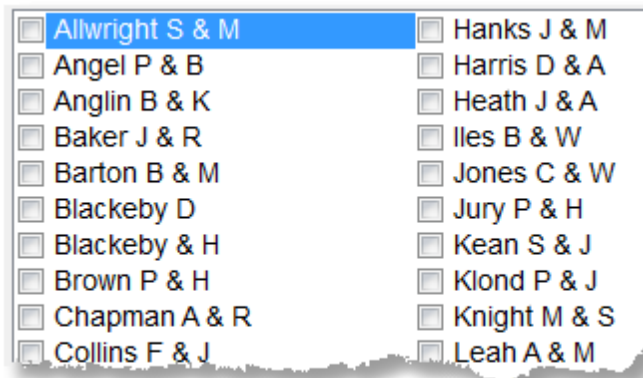 Allwright S & M
Angel P & B
Anglin B & K
Baker J & R
Barton B & M
Blackeby D
Blackeby & H
Brown P & H
Chapman A & R
Collins F & J
Hanks J & M
Harris D & A
Heath J & A
Iles B & W
Jones C & W
Jury P & H
Kean S & J
Klond P & J
Knight M & S
Leah A & M